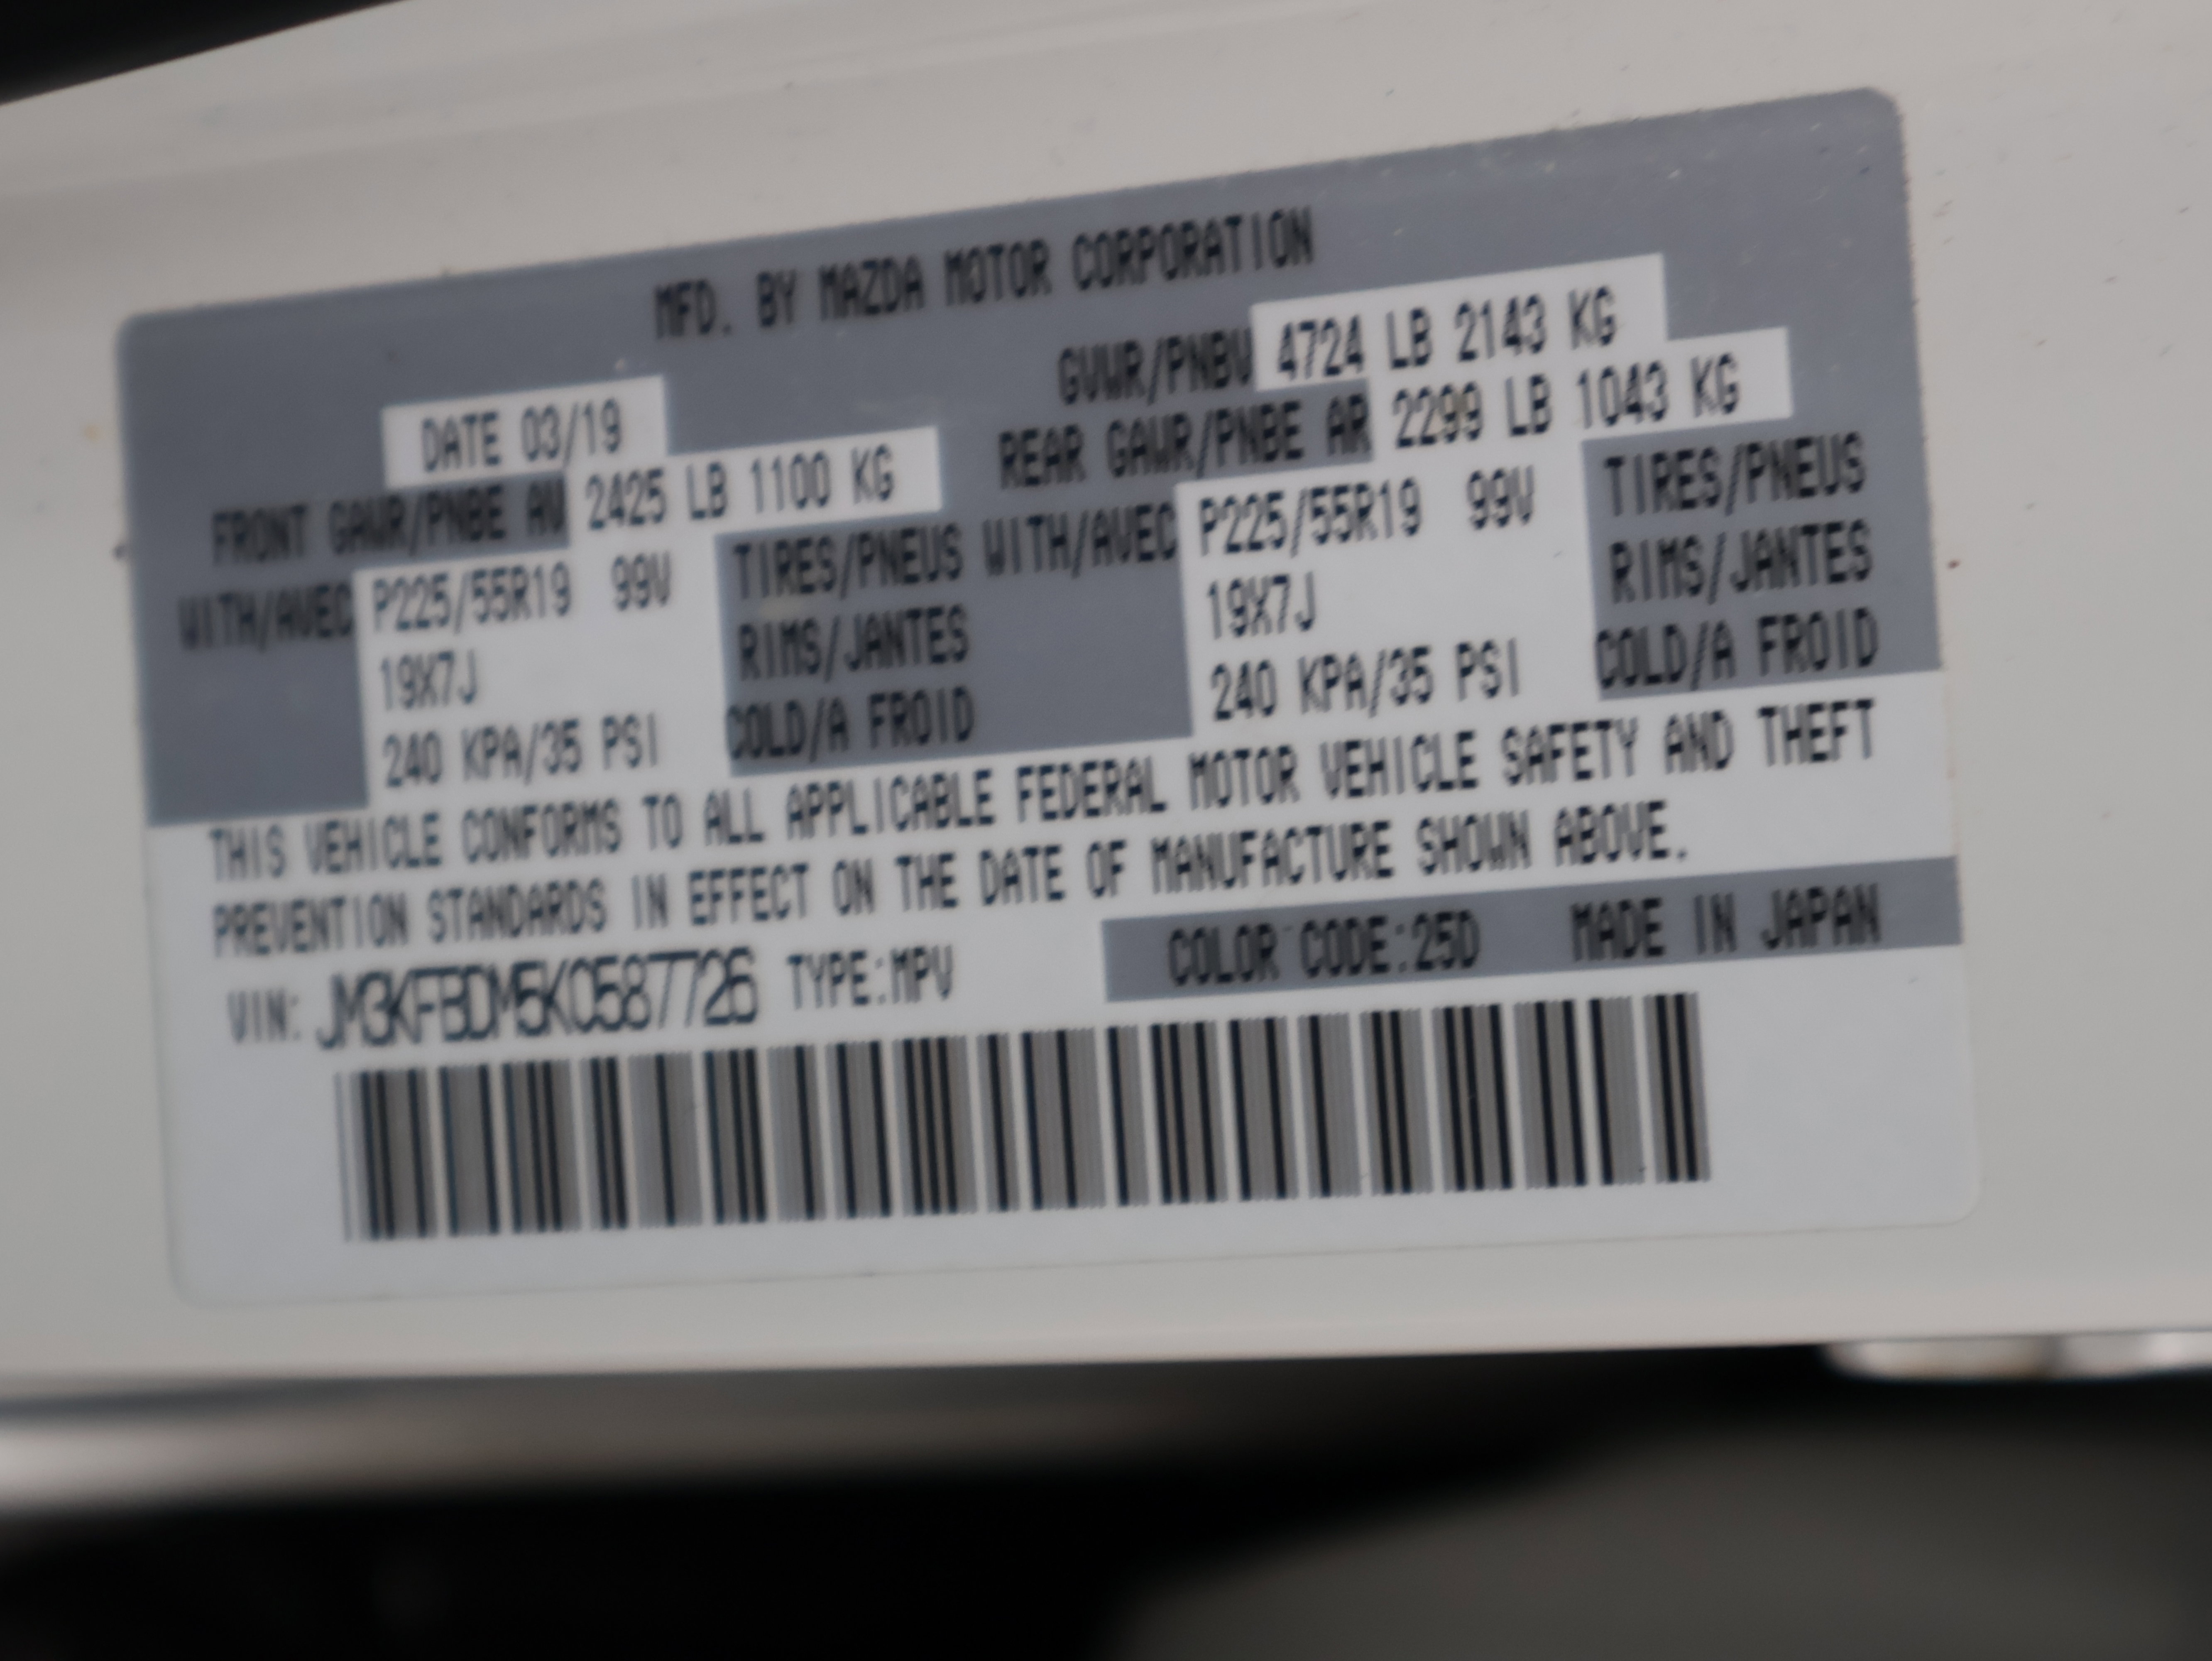 MFD. BY MAZDA MOTOR CORPORATION
GVWR/PNBV 4724 LB 2143 KG
DATE 03/19
REAR GAWR/PNBE AR 2299 LB 1043 KG
FRONT GAWR/PNBE AV 2425 LB 1100 KG
WITH/AVEC P225/55R19 99V TIRES/PNEUS WITH/AVEC P225/55R19 99V TIRES/PNEUS
19X7J RIMS/JANTES 19X7J RIMS/JANTES
240 KPA/35 PSI COLD/A FROID 240 KPA/35 PSI COLD/A FROID
THIS VEHICLE CONFORMS TO ALL APPLICABLE FEDERAL MOTOR VEHICLE SAFETY AND THEFT
PREVENTION STANDARDS IN EFFECT ON THE DATE OF MANUFACTURE SHOWN ABOVE.
VIN: JM3KFBDM5K0587726 TYPE:MPV COLOR CODE:25D MADE IN JAPAN